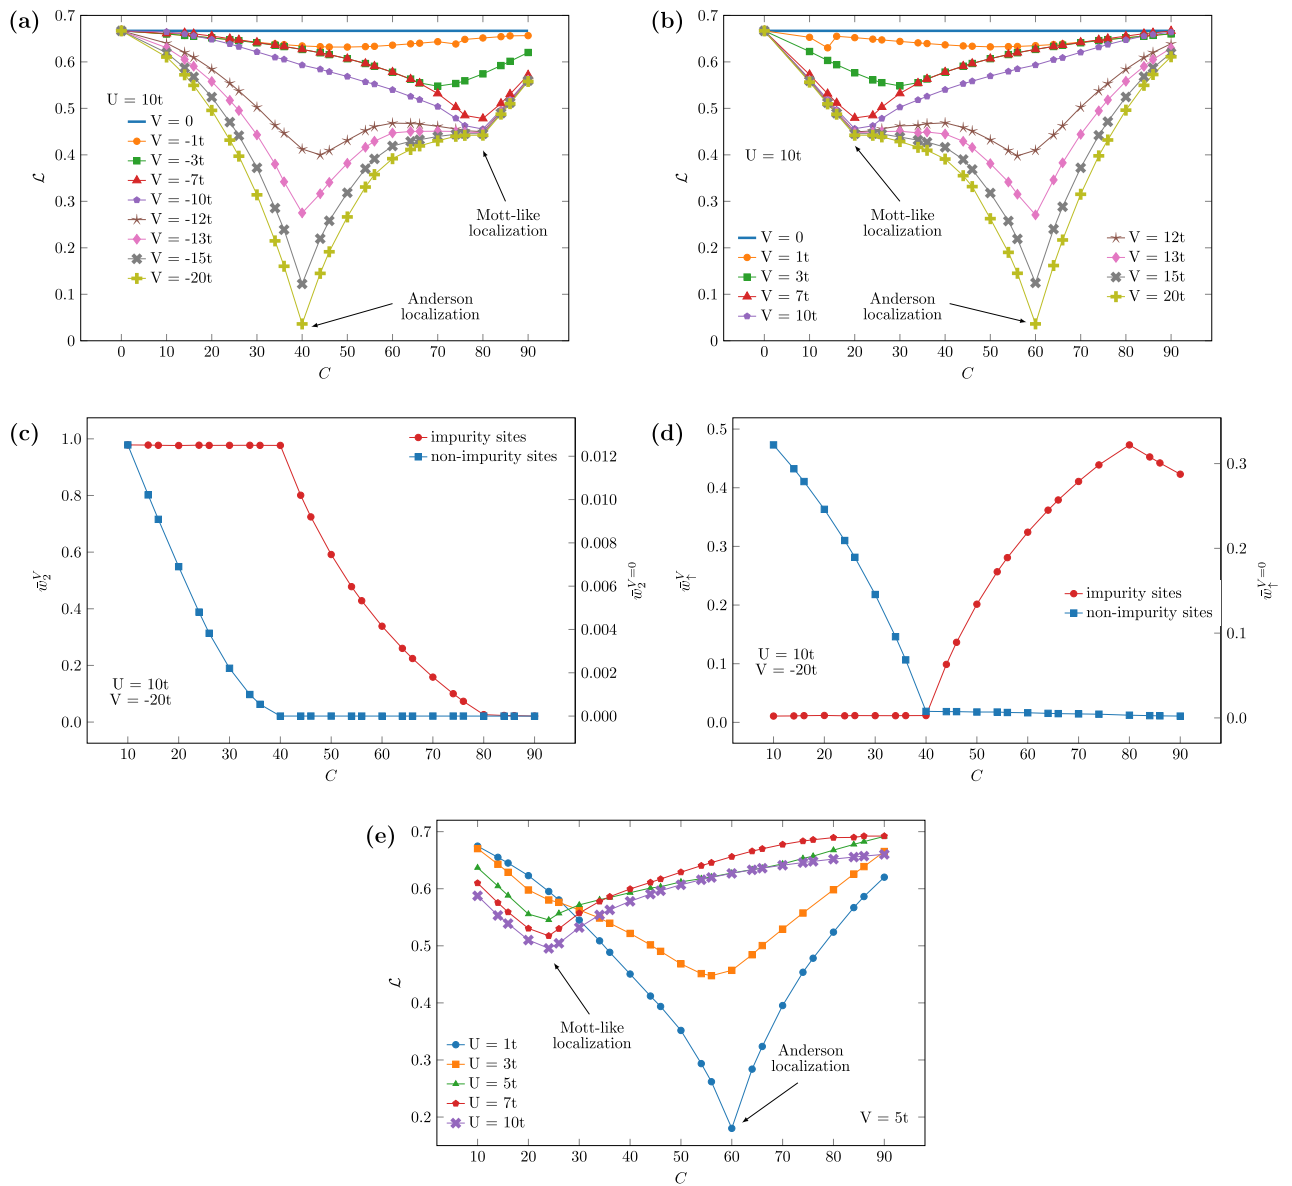 (a)
0.7
0.6
0.5
0.4
0.3
0.2
0.1
0
ℒ
U = 10t
V = 0
V = -1t
V = -3t
V = -7t
V = -10t
V = -12t
V = -13t
V = -15t
V = -20t
Mott-like
localization
Anderson
localization
0 10 20 30 40 50 60 70 80 90
C
(b)
0.7
0.6
0.5
0.4
0.3
0.2
0.1
0
ℒ
U = 10t
Mott-like
localization
V = 0
V = 1t
V = 3t
V = 7t
V = 10t
V = 12t
V = 13t
V = 15t
V = 20t
Anderson
localization
0 10 20 30 40 50 60 70 80 90
C
(c)
1.0
0.8
0.6
0.4
0.2
0.0
w̄₂ⱽ
impurity sites
non-impurity sites
U = 10t
V = -20t
0.012
0.010
0.008
0.006
0.004
0.002
0.000
w̄₂ⱽ⁼⁰
10 20 30 40 50 60 70 80 90
C
(d)
0.5
0.4
0.3
0.2
0.1
0.0
w̄↑ⱽ
impurity sites
non-impurity sites
U = 10t
V = -20t
0.3
0.2
0.1
0.0
w̄↑ⱽ⁼⁰
10 20 30 40 50 60 70 80 90
C
(e)
0.7
0.6
0.5
0.4
0.3
0.2
ℒ
Mott-like
localization
Anderson
localization
U = 1t
U = 3t
U = 5t
U = 7t
U = 10t
V = 5t
10 20 30 40 50 60 70 80 90
C